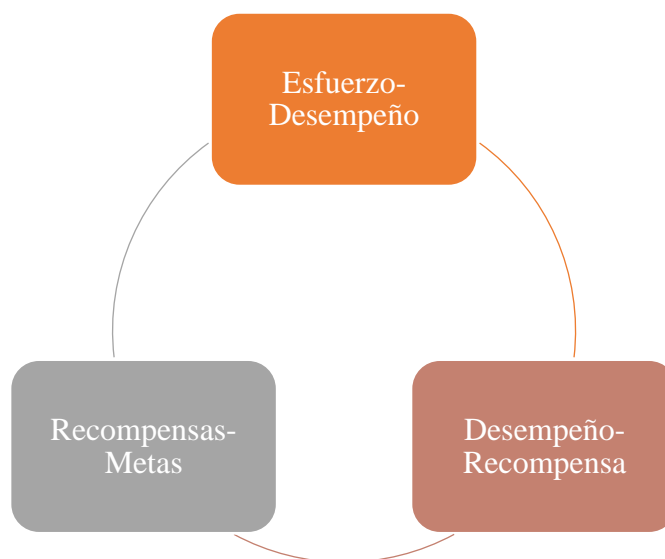 Esfuerzo-
Desempeño
Recompensas-
Metas
Desempeño-
Recompensa